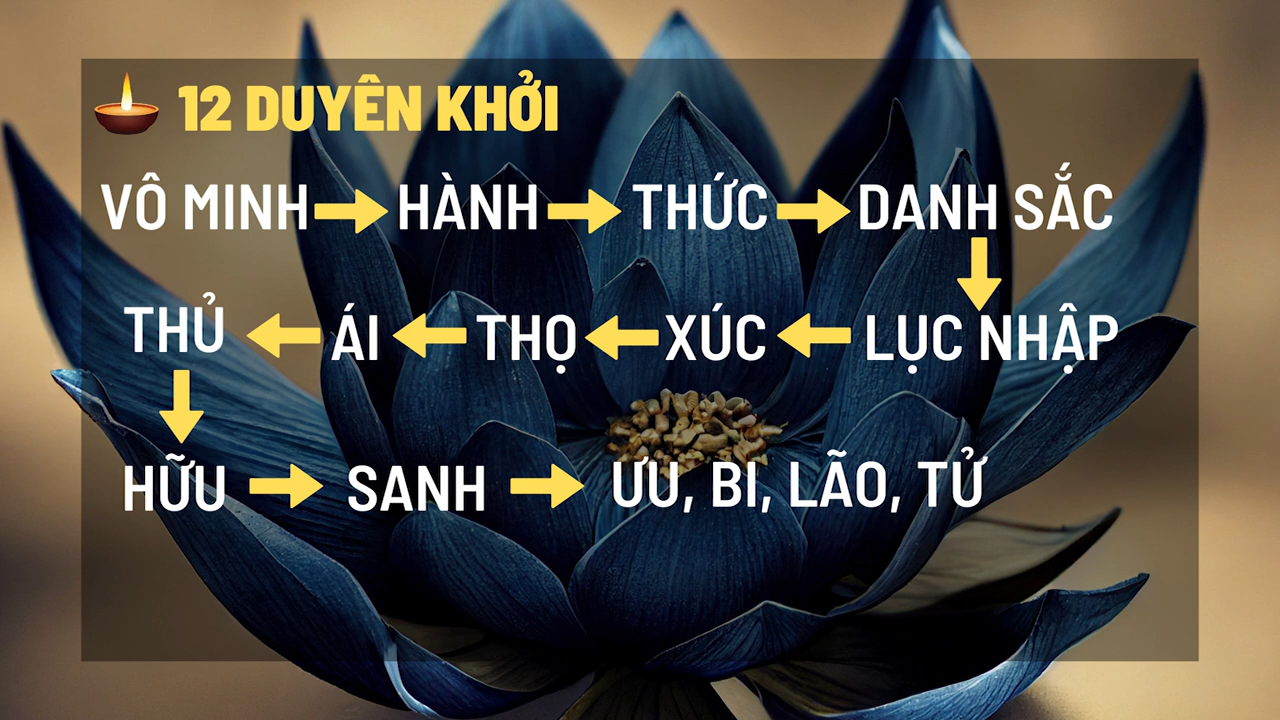 12 DUYÊN KHỞI
VÔ MINH HÀNH THỨC DANH SẮC
THỦ ÁI THỌ XÚC LỤC NHẬP
HỮU SANH ƯU, BI, LÃO, TỬ